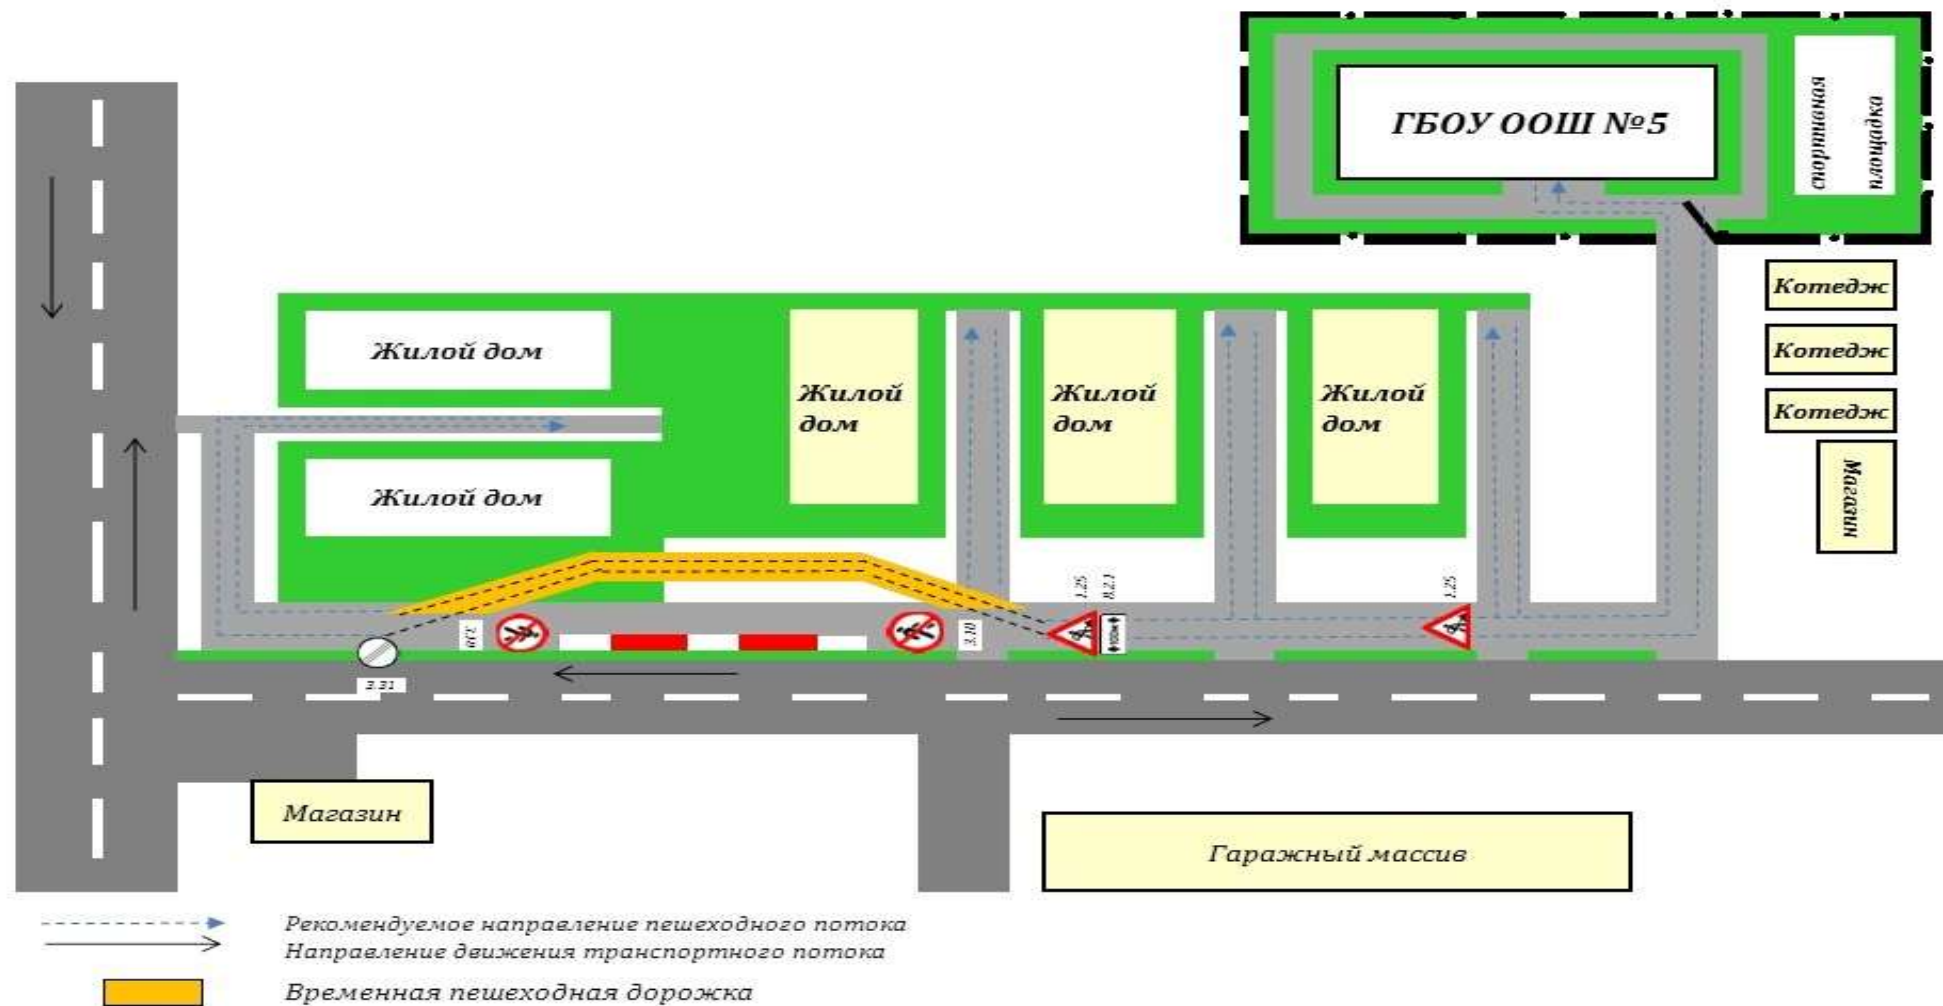 ГБОУ ООШ №5
спортивная
площадка
Котедж
Котедж
Котедж
Магазин
Жилой дом
Жилой дом
Жилой
дом
Жилой
дом
Жилой
дом
1.25
8.2.1
1.25
3.10
3.10
3.31
Магазин
Гаражный массив
Рекомендуемое направление пешеходного потока
Направление движения транспортного потока
Временная пешеходная дорожка